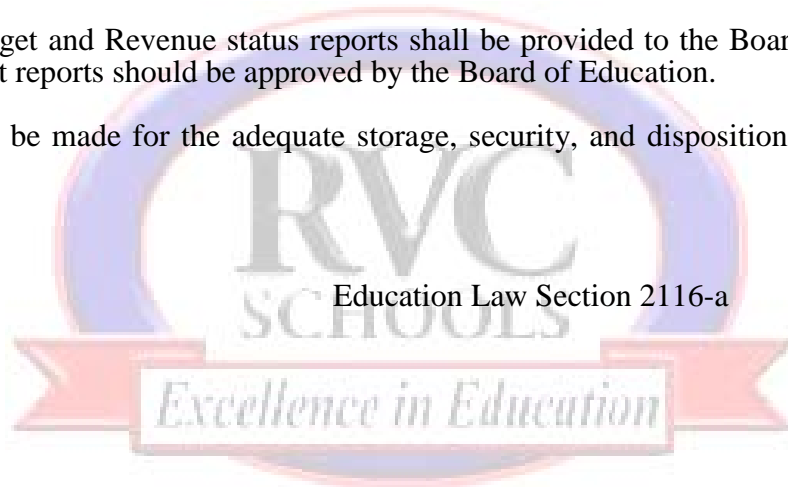 get and Revenue status reports shall be provided to the Boar
t reports should be approved by the Board of Education.
be made for the adequate storage, security, and disposition
RVC
Education Law Section 2116-a
SCHOOLS
Excellence in Education